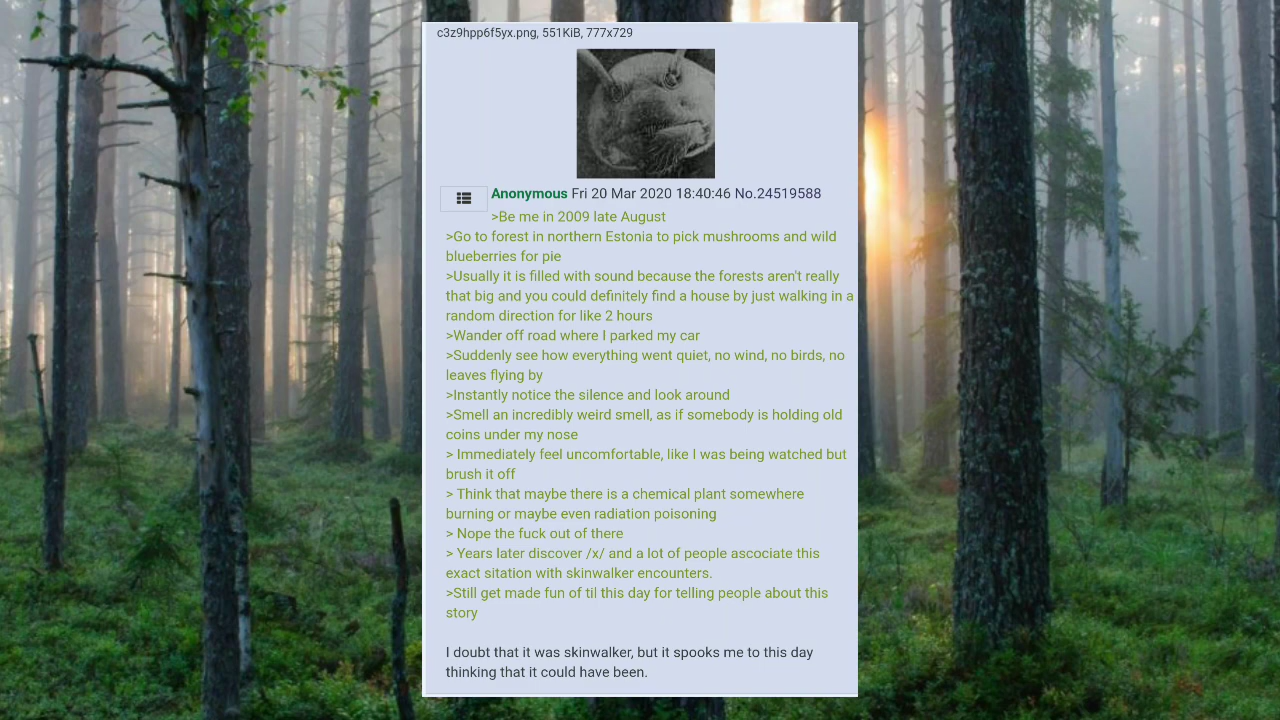 c3z9hpp6f5yx.png, 551KiB, 777x729
Anonymous Fri 20 Mar 2020 18:40:46 No.24519588
>Be me in 2009 late August
>Go to forest in northern Estonia to pick mushrooms and wild
blueberries for pie
>Usually it is filled with sound because the forests aren't really
that big and you could definitely find a house by just walking in a
random direction for like 2 hours
>Wander off road where I parked my car
>Suddenly see how everything went quiet, no wind, no birds, no
leaves flying by
>Instantly notice the silence and look around
>Smell an incredibly weird smell, as if somebody is holding old
coins under my nose
> Immediately feel uncomfortable, like I was being watched but
brush it off
> Think that maybe there is a chemical plant somewhere
burning or maybe even radiation poisoning
> Nope the fuck out of there
> Years later discover /x/ and a lot of people ascociate this
exact sitation with skinwalker encounters.
>Still get made fun of til this day for telling people about this
story
I doubt that it was skinwalker, but it spooks me to this day
thinking that it could have been.